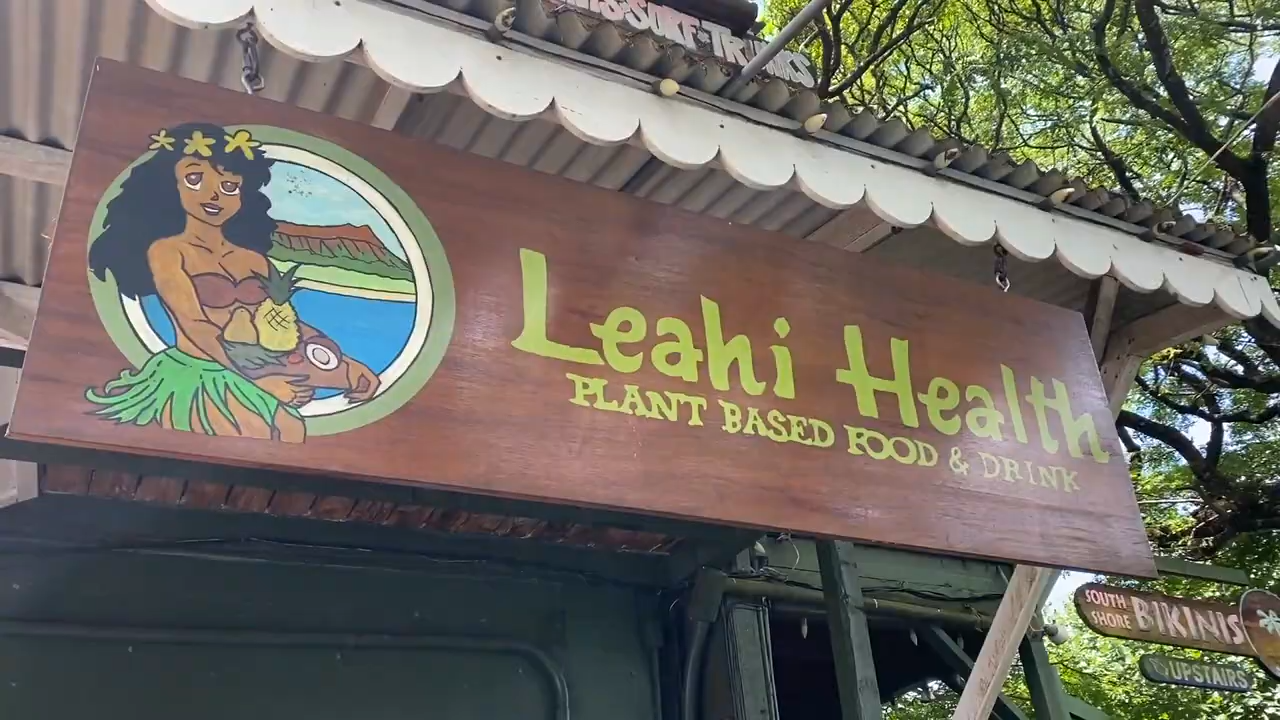 SURF TRUNKS
Leahi Health
PLANT BASED FOOD & DRINK
SOUTH SHORE BIKINIS
UPSTAIRS